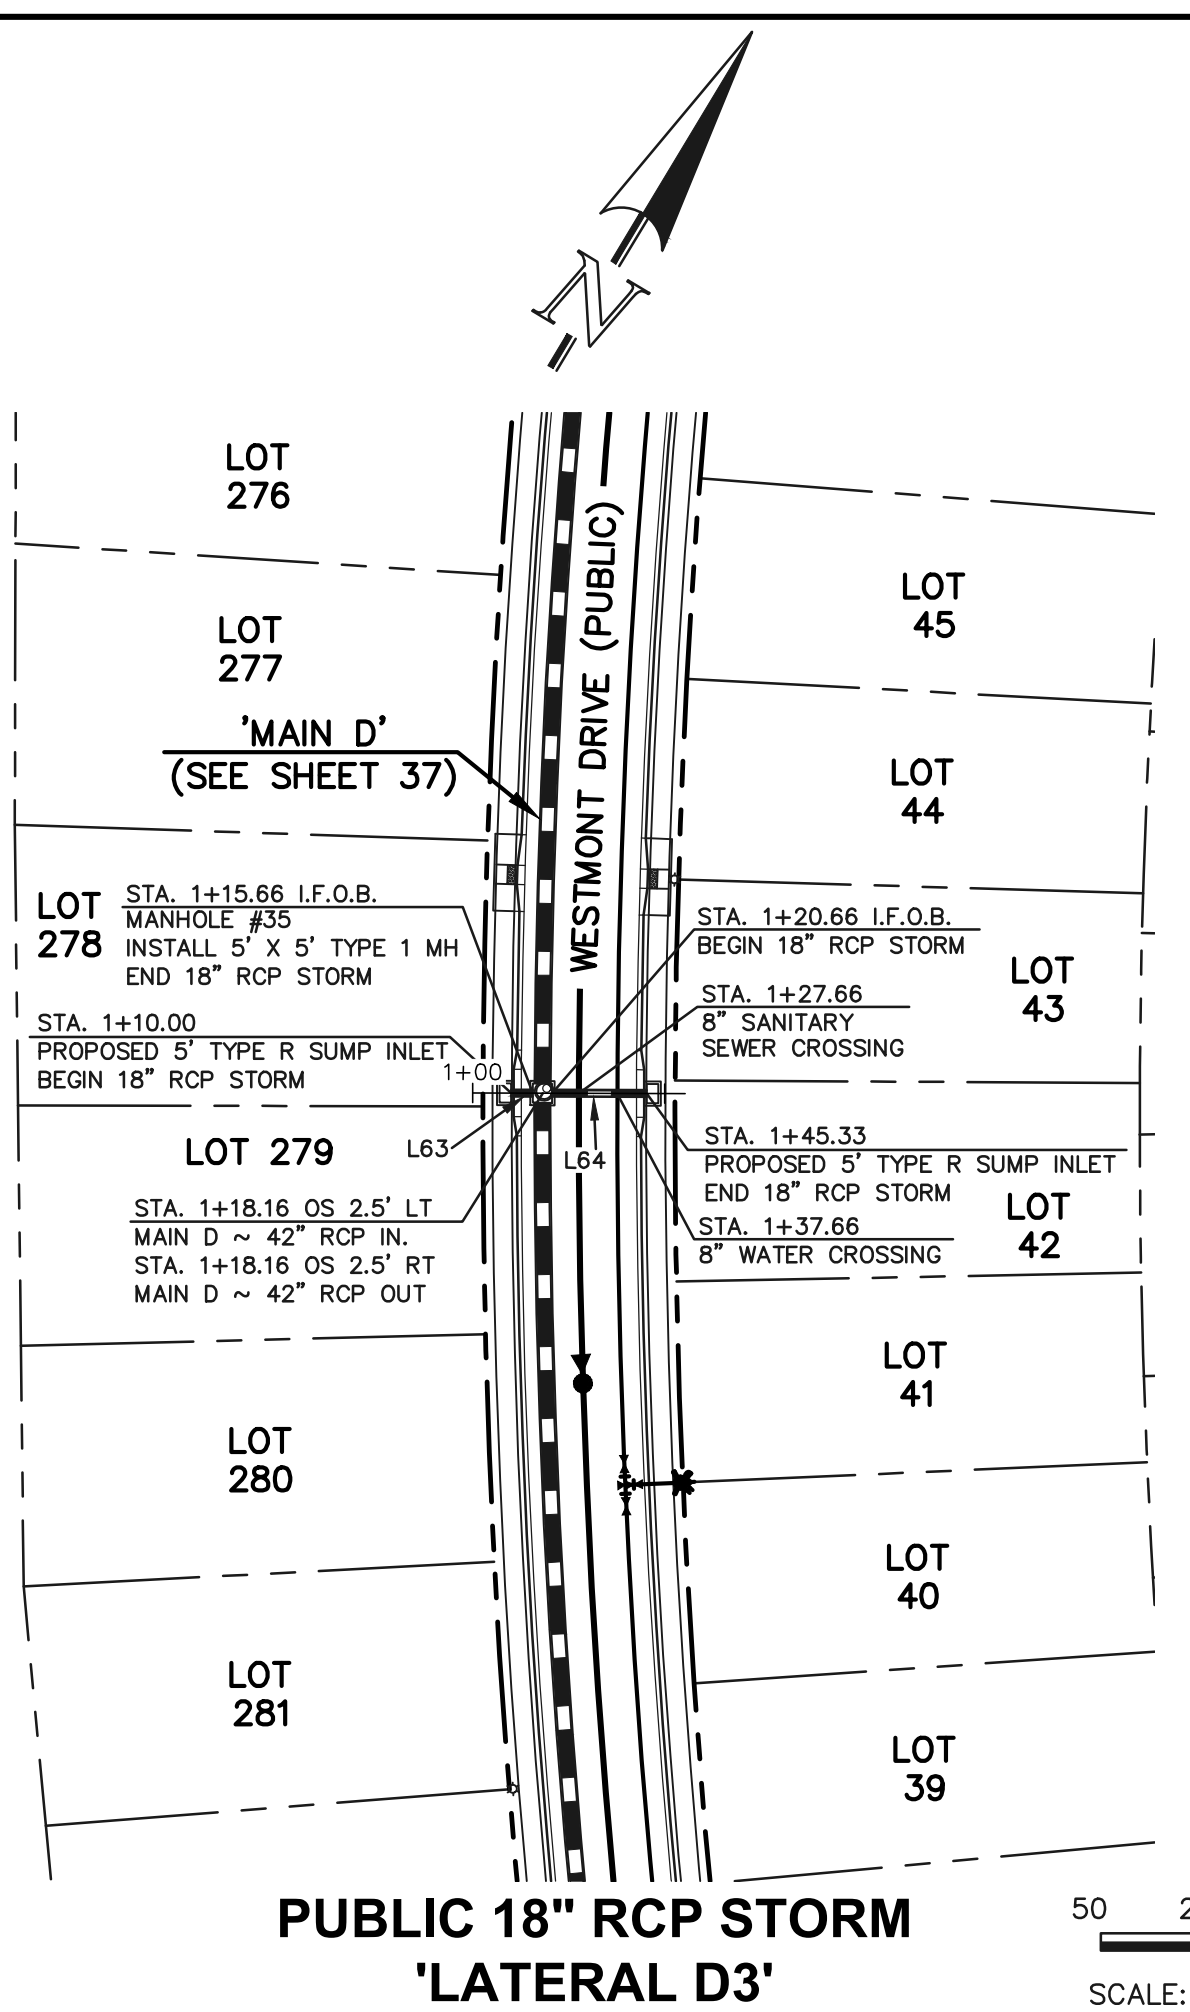 N
LOT
276
LOT
277
'MAIN D'
(SEE SHEET 37)
WESTMONT DRIVE (PUBLIC)
LOT
45
LOT
44
LOT
278
STA. 1+15.66 I.F.O.B.
MANHOLE #35
INSTALL 5' X 5' TYPE 1 MH
END 18" RCP STORM
STA. 1+20.66 I.F.O.B.
BEGIN 18" RCP STORM
LOT
43
STA. 1+27.66
8" SANITARY
SEWER CROSSING
STA. 1+10.00
PROPOSED 5' TYPE R SUMP INLET
BEGIN 18" RCP STORM
1+00
LOT 279
L63
L64
STA. 1+45.33
PROPOSED 5' TYPE R SUMP INLET
END 18" RCP STORM
LOT
42
STA. 1+18.16 OS 2.5' LT
MAIN D ~ 42" RCP IN.
STA. 1+18.16 OS 2.5' RT
MAIN D ~ 42" RCP OUT
STA. 1+37.66
8" WATER CROSSING
LOT
41
LOT
280
LOT
40
LOT
281
LOT
39
PUBLIC 18" RCP STORM
'LATERAL D3'
50
SCALE: